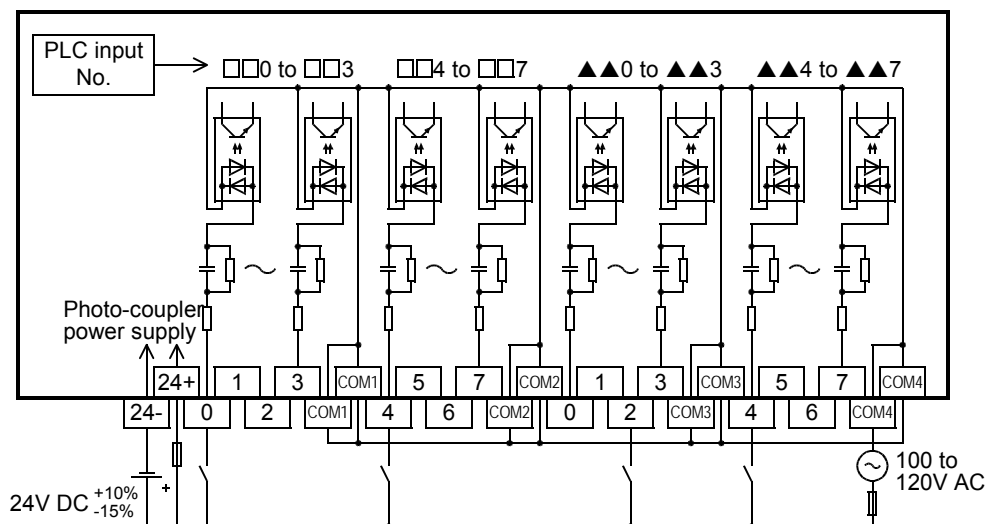 PLC input
No.
□□0 to □□3
□□4 to □□7
▲▲0 to ▲▲3
▲▲4 to ▲▲7
Photo-coupler
power supply
24+ 1 3 COM1 5 7 COM2 1 3 COM3 5 7 COM4
24- 0 2 COM1 4 6 COM2 0 2 COM3 4 6 COM4
24V DC +10%
-15%
+
100 to
120V AC